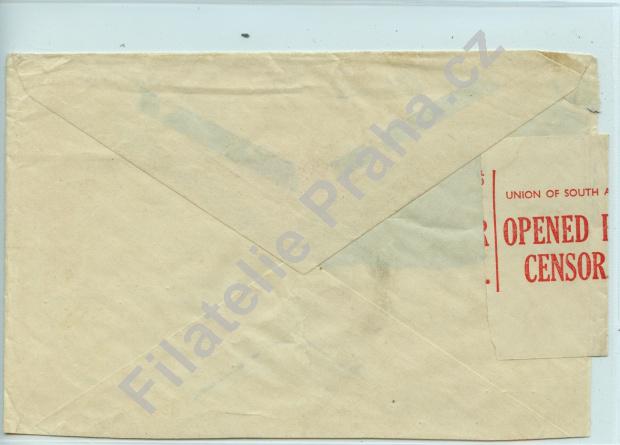 UNION OF SOUTH A
OPENED
CENSOR.
Filatelie Praha.cz